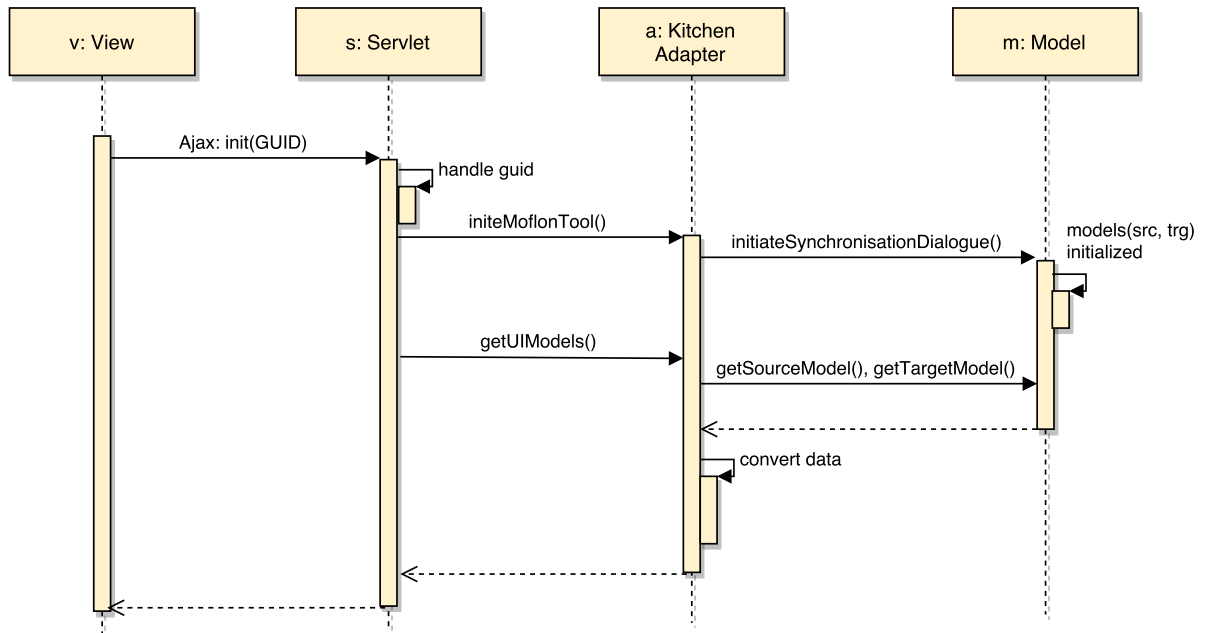 v: View
s: Servlet
a: Kitchen
Adapter
m: Model
Ajax: init(GUID)
handle guid
initeMoflonTool()
initiateSynchronisationDialogue()
models(src, trg)
initialized
getUIModels()
getSourceModel(), getTargetModel()
convert data